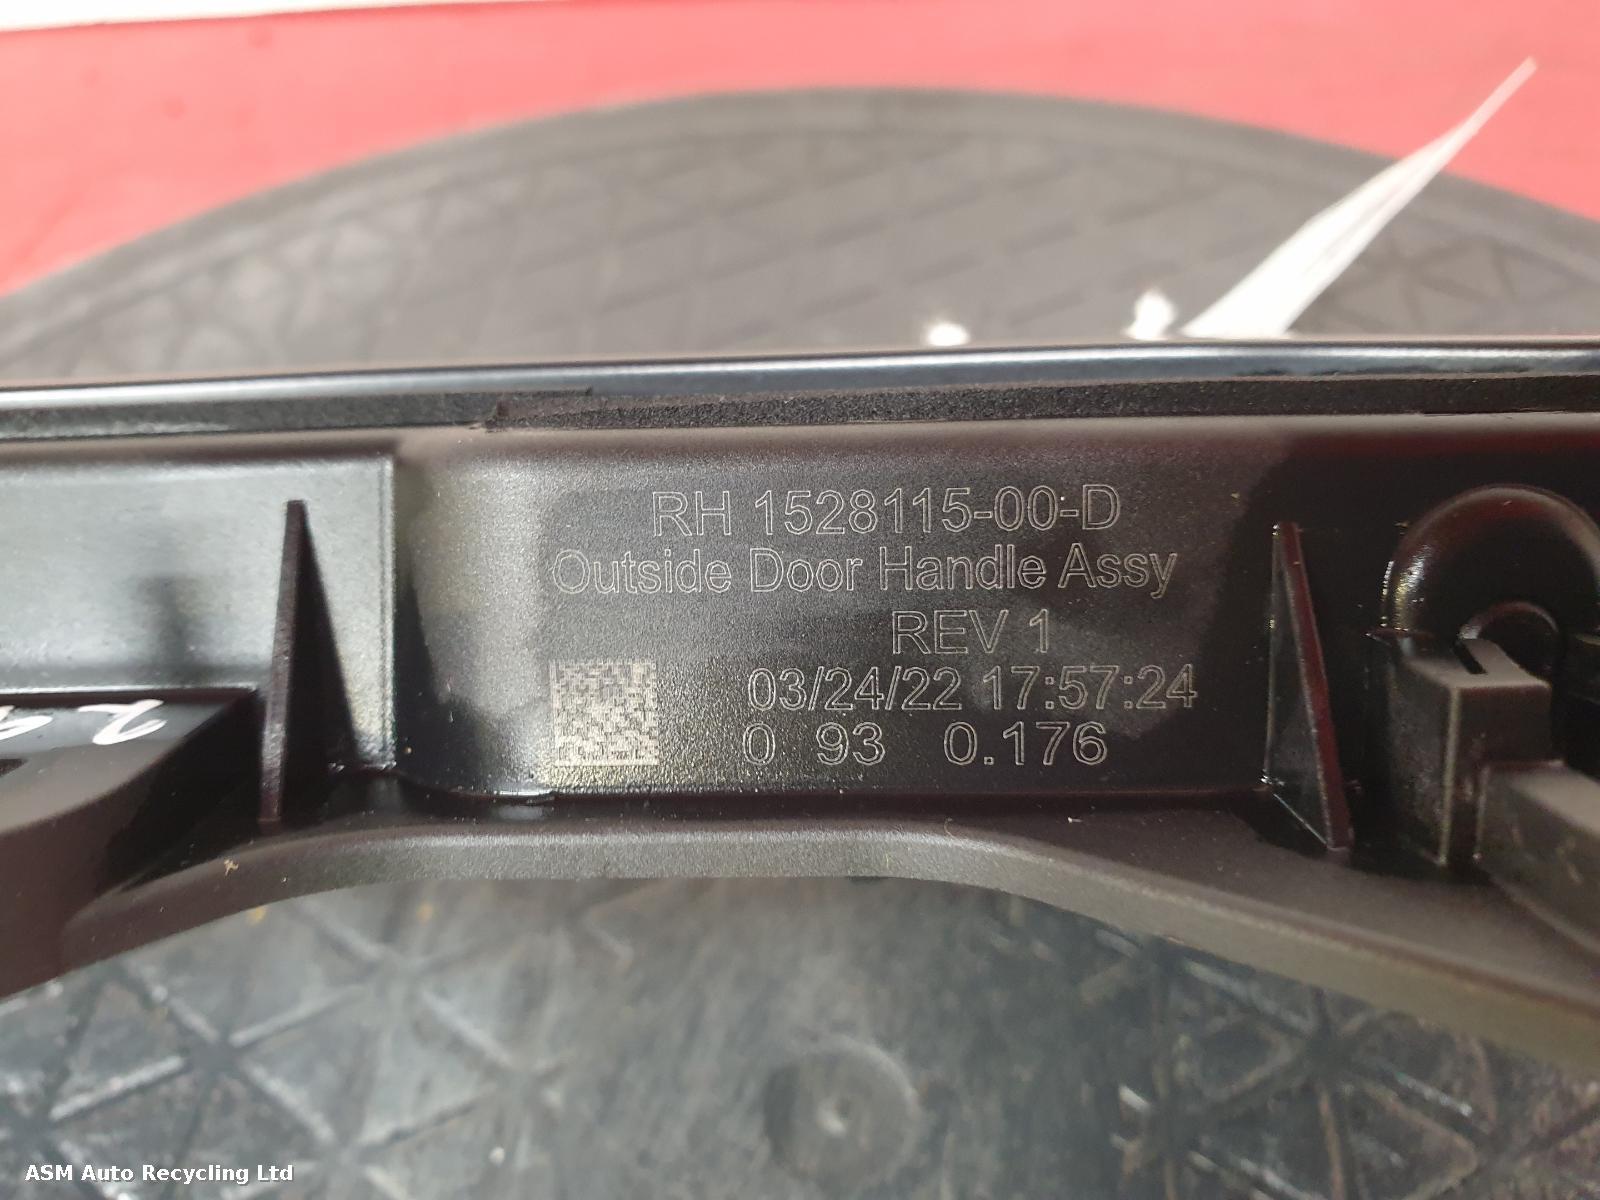 RH 1528115-00-D
Outside Door Handle Assy
REV 1
03/24/22 17:57:24
0 93 0.176
ASM Auto Recycling Ltd